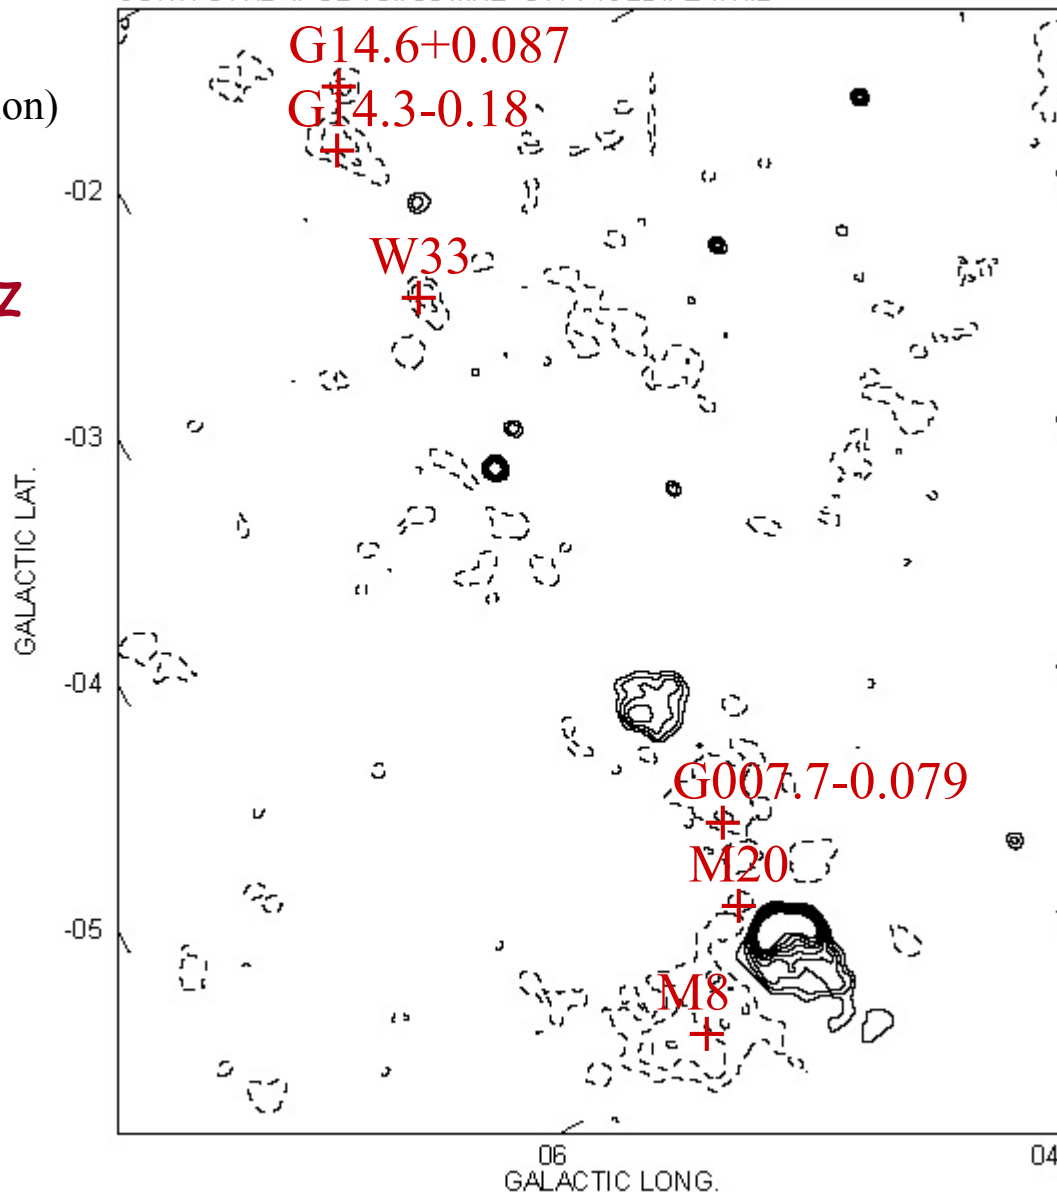 G14.6+0.087
on)
G14.3-0.18
-02
W33
z
-03
GALACTIC LAT.
-04
G007.7-0.079
M20
-05
M8
06
04
GALACTIC LONG.